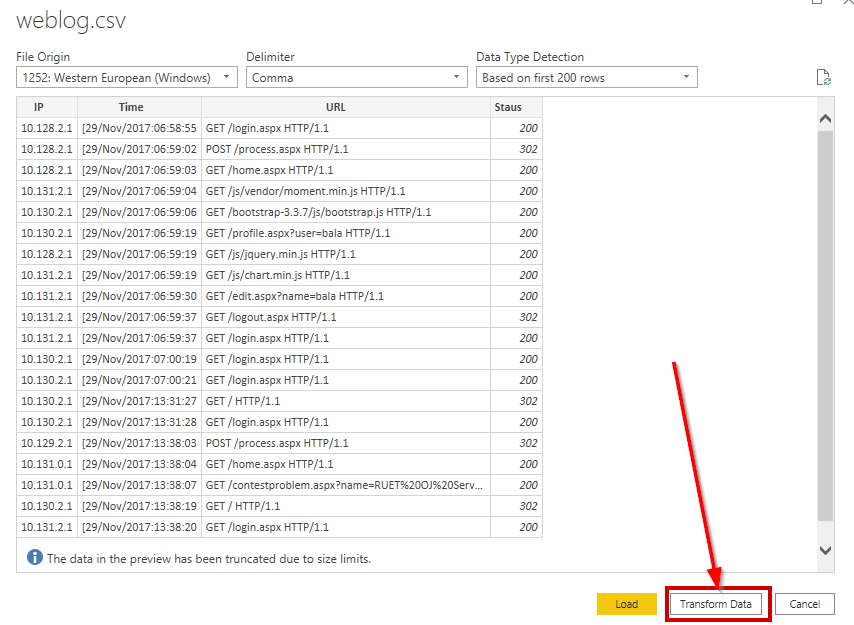 weblog.csv
File Origin Delimiter Data Type Detection
1252: Western European (Windows) Comma Based on first 200 rows
IP Time URL Staus
10.128.2.1 [29/Nov/2017:06:58:55 GET /login.aspx HTTP/1.1 200
10.128.2.1 [29/Nov/2017:06:59:02 POST /process.aspx HTTP/1.1 302
10.128.2.1 [29/Nov/2017:06:59:03 GET /home.aspx HTTP/1.1 200
10.131.2.1 [29/Nov/2017:06:59:04 GET /js/vendor/moment.min.js HTTP/1.1 200
10.130.2.1 [29/Nov/2017:06:59:06 GET /bootstrap-3.3.7/js/bootstrap.js HTTP/1.1 200
10.130.2.1 [29/Nov/2017:06:59:19 GET /profile.aspx?user=bala HTTP/1.1 200
10.128.2.1 [29/Nov/2017:06:59:19 GET /js/jquery.min.js HTTP/1.1 200
10.131.2.1 [29/Nov/2017:06:59:19 GET /js/chart.min.js HTTP/1.1 200
10.131.2.1 [29/Nov/2017:06:59:30 GET /edit.aspx?name=bala HTTP/1.1 200
10.131.2.1 [29/Nov/2017:06:59:37 GET /logout.aspx HTTP/1.1 302
10.131.2.1 [29/Nov/2017:06:59:37 GET /login.aspx HTTP/1.1 200
10.130.2.1 [29/Nov/2017:07:00:19 GET /login.aspx HTTP/1.1 200
10.130.2.1 [29/Nov/2017:07:00:21 GET /login.aspx HTTP/1.1 200
10.130.2.1 [29/Nov/2017:13:31:27 GET / HTTP/1.1 302
10.130.2.1 [29/Nov/2017:13:31:28 GET /login.aspx HTTP/1.1 200
10.129.2.1 [29/Nov/2017:13:38:03 POST /process.aspx HTTP/1.1 302
10.131.0.1 [29/Nov/2017:13:38:04 GET /home.aspx HTTP/1.1 200
10.131.0.1 [29/Nov/2017:13:38:07 GET /contestproblem.aspx?name=RUET%20OJ%20Serv... 200
10.130.2.1 [29/Nov/2017:13:38:19 GET / HTTP/1.1 302
10.131.2.1 [29/Nov/2017:13:38:20 GET /login.aspx HTTP/1.1 200
The data in the preview has been truncated due to size limits.
Load Transform Data Cancel